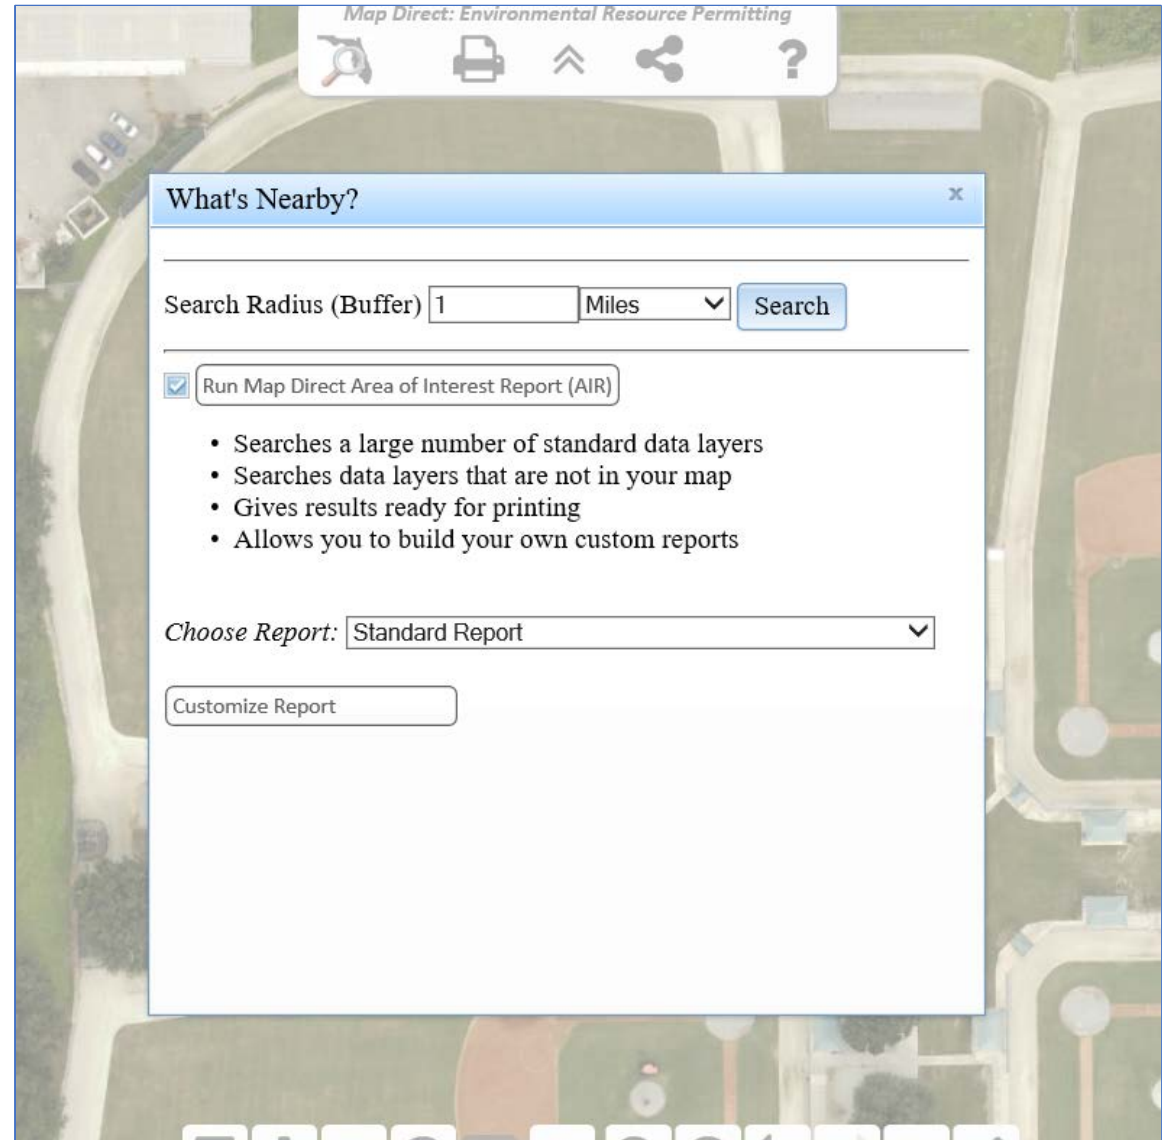 Map Direct: Environmental Resource Permitting
?
What's Nearby?
x
Search Radius (Buffer) 1 Miles Search
Run Map Direct Area of Interest Report (AIR)
• Searches a large number of standard data layers
• Searches data layers that are not in your map
• Gives results ready for printing
• Allows you to build your own custom reports
Choose Report: Standard Report
Customize Report